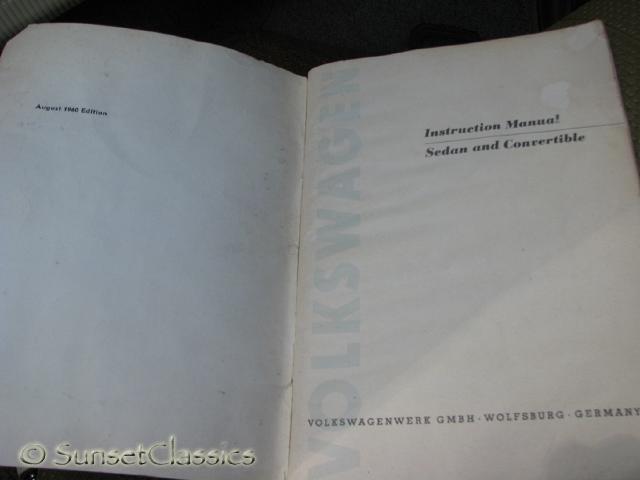 August 1960 Edition
VOLKSWAGEN
Instruction Manual
Sedan and Convertible
VOLKSWAGENWERK GMBH · WOLFSBURG · GERMANY
© SunsetClassics